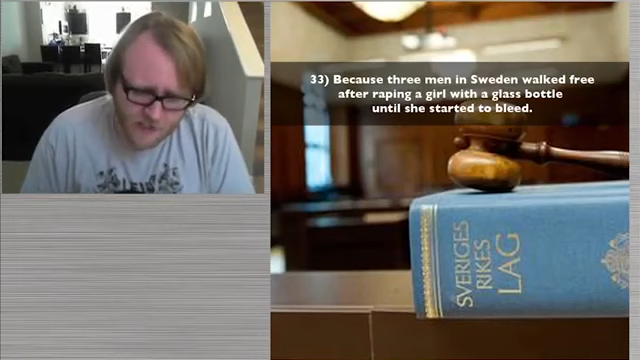 33) Because three men in Sweden walked free
after raping a girl with a glass bottle
until she started to bleed.
SVERIGES
RIKES
LAG